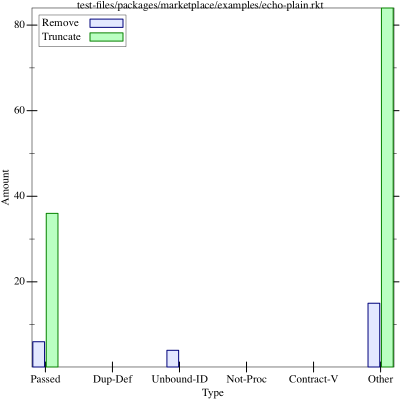 test-files/packages/marketplace/examples/echo-plain.rkt
Remove
Truncate
80
60
40
20
Amount
Passed Dup-Def Unbound-ID Not-Proc Contract-V Other
Type